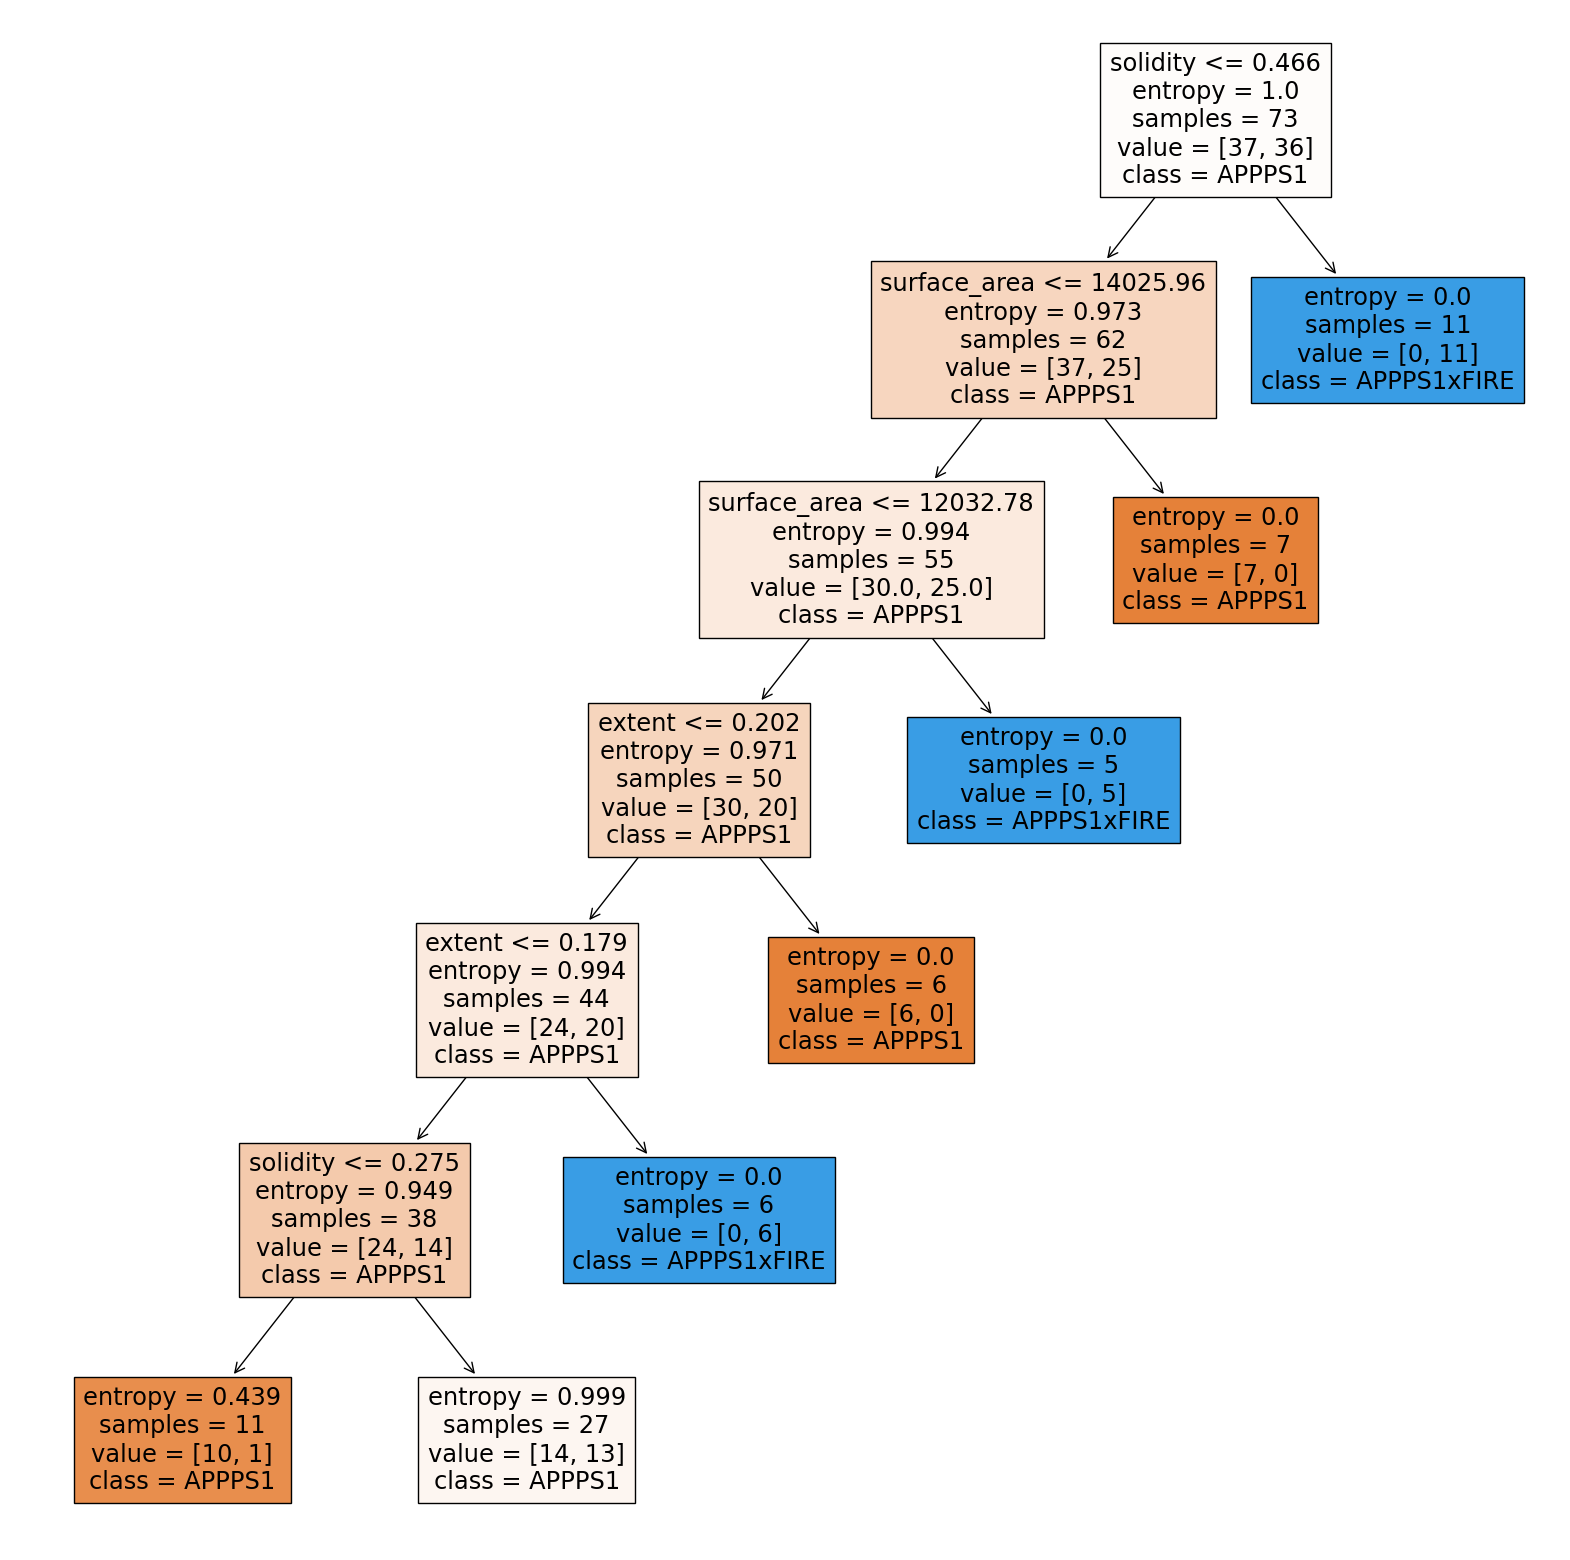 solidity <= 0.466
entropy = 1.0
samples = 73
value = [37, 36]
class = APPPS1
surface_area <= 14025.96
entropy = 0.973
samples = 62
value = [37, 25]
class = APPPS1
entropy = 0.0
samples = 11
value = [0, 11]
class = APPPS1xFIRE
surface_area <= 12032.78
entropy = 0.994
samples = 55
value = [30.0, 25.0]
class = APPPS1
entropy = 0.0
samples = 7
value = [7, 0]
class = APPPS1
extent <= 0.202
entropy = 0.971
samples = 50
value = [30, 20]
class = APPPS1
entropy = 0.0
samples = 5
value = [0, 5]
class = APPPS1xFIRE
extent <= 0.179
entropy = 0.994
samples = 44
value = [24, 20]
class = APPPS1
entropy = 0.0
samples = 6
value = [6, 0]
class = APPPS1
solidity <= 0.275
entropy = 0.949
samples = 38
value = [24, 14]
class = APPPS1
entropy = 0.0
samples = 6
value = [0, 6]
class = APPPS1xFIRE
entropy = 0.439
samples = 11
value = [10, 1]
class = APPPS1
entropy = 0.999
samples = 27
value = [14, 13]
class = APPPS1